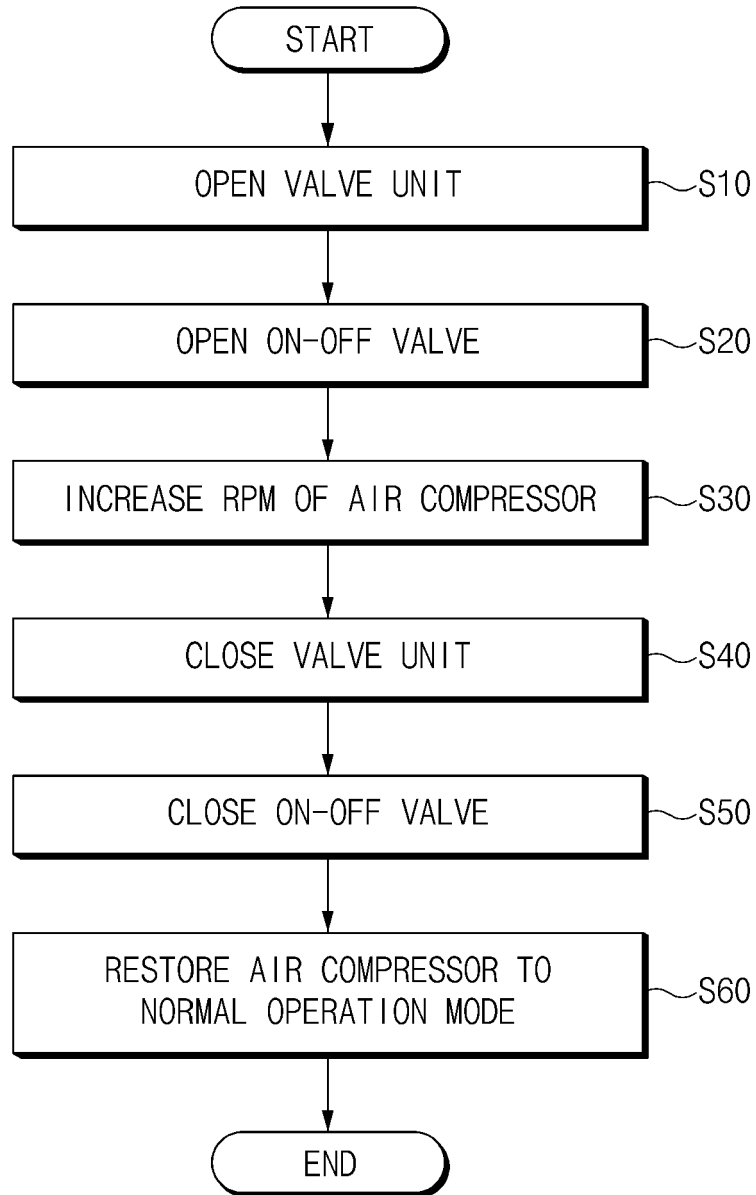 START
OPEN VALVE UNIT
S10
OPEN ON-OFF VALVE
S20
INCREASE RPM OF AIR COMPRESSOR
S30
CLOSE VALVE UNIT
S40
CLOSE ON-OFF VALVE
S50
RESTORE AIR COMPRESSOR TO
NORMAL OPERATION MODE
S60
END